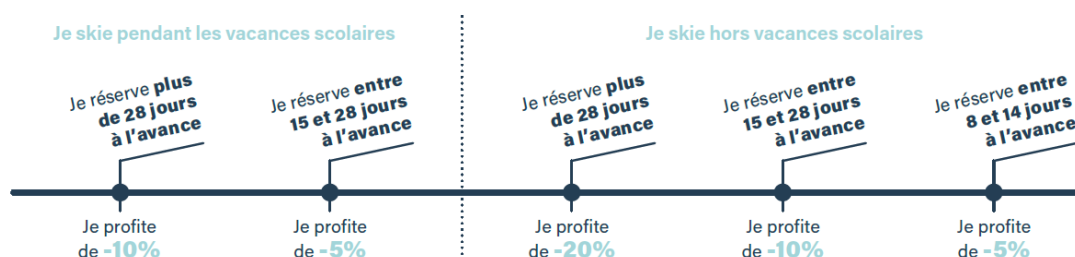 Je skie pendant les vacances scolaires
Je réserve plus
de 28 jours
à l'avance
Je profite
de -10%
Je réserve entre
15 et 28 jours
à l'avance
Je profite
de -5%
Je skie hors vacances scolaires
Je réserve plus
de 28 jours
à l'avance
Je profite
de -20%
Je réserve entre
15 et 28 jours
à l'avance
Je profite
de -10%
Je réserve entre
8 et 14 jours
à l'avance
Je profite
de -5%